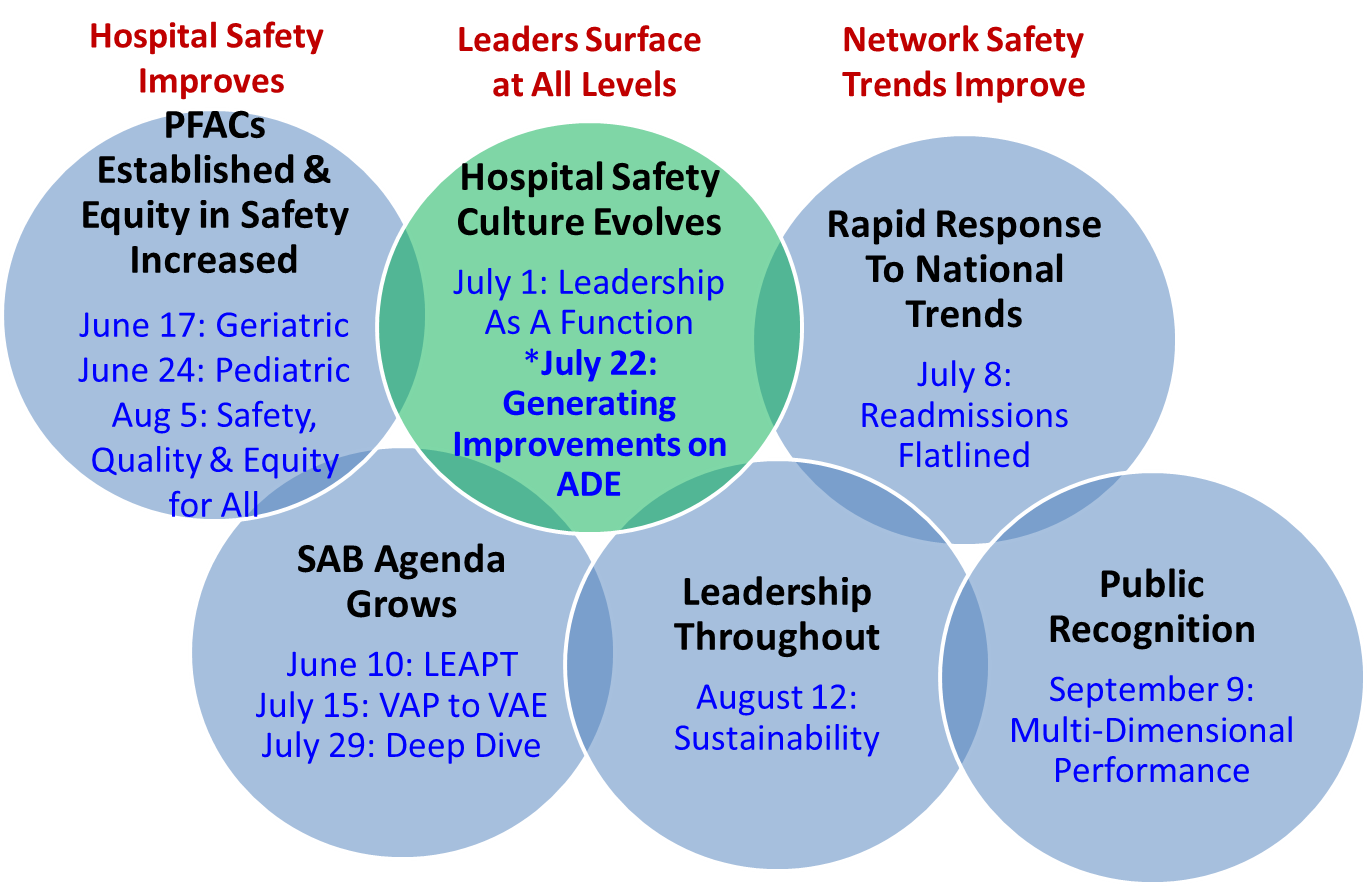 Hospital Safety
Improves
Leaders Surface
at All Levels
Network Safety
Trends Improve
PFACs
Established &
Equity in Safety
Increased
June 17: Geriatric
June 24: Pediatric
Aug 5: Safety,
Quality & Equity
for All
Hospital Safety
Culture Evolves
July 1: Leadership
As A Function
*July 22:
Generating
Improvements on
ADE
Rapid Response
To National
Trends
July 8:
Readmissions
Flatlined
SAB Agenda
Grows
June 10: LEAPT
July 15: VAP to VAE
July 29: Deep Dive
Leadership
Throughout
August 12:
Sustainability
Public
Recognition
September 9:
Multi-Dimensional
Performance